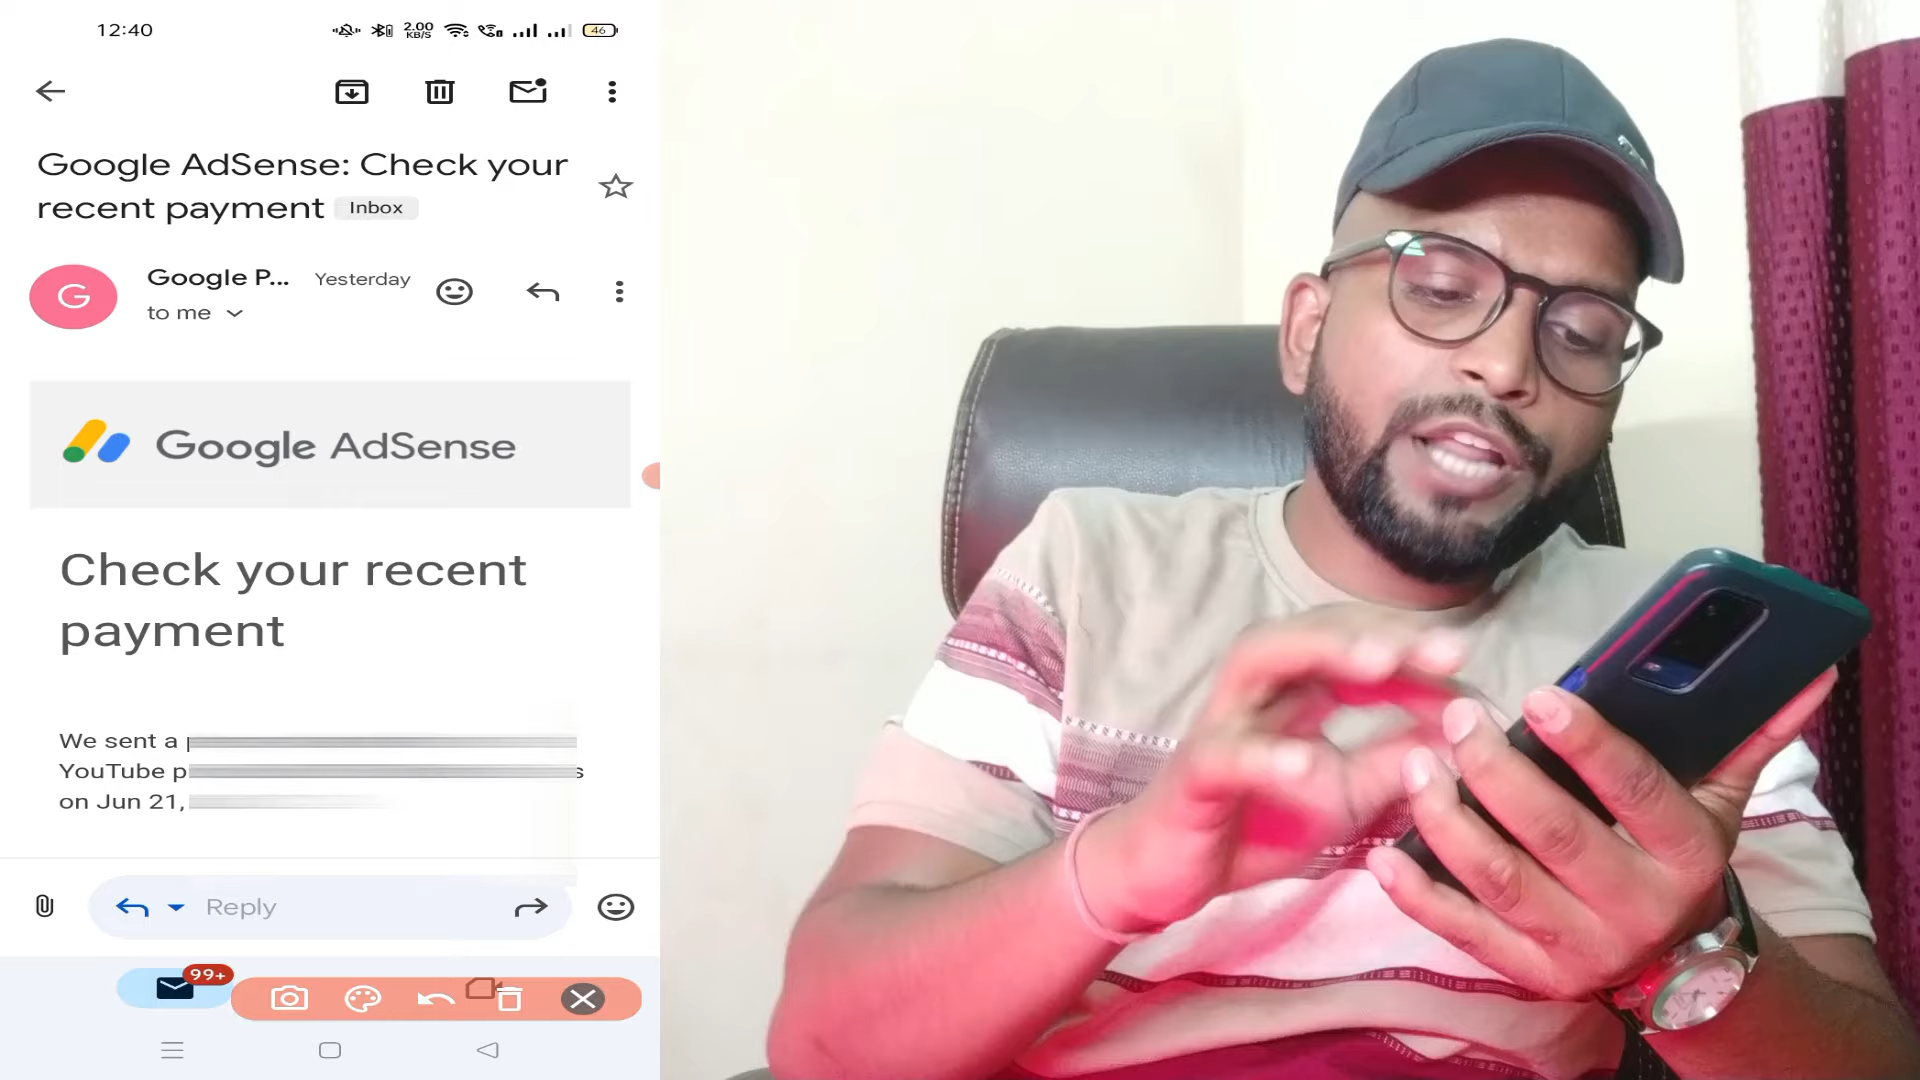 12:40
2.00
KB/S
46
Google AdSense: Check your
recent payment Inbox
G
Google P... Yesterday
to me
Google AdSense
Check your recent
payment
We sent a
YouTube p
on Jun 21,
Reply
99+